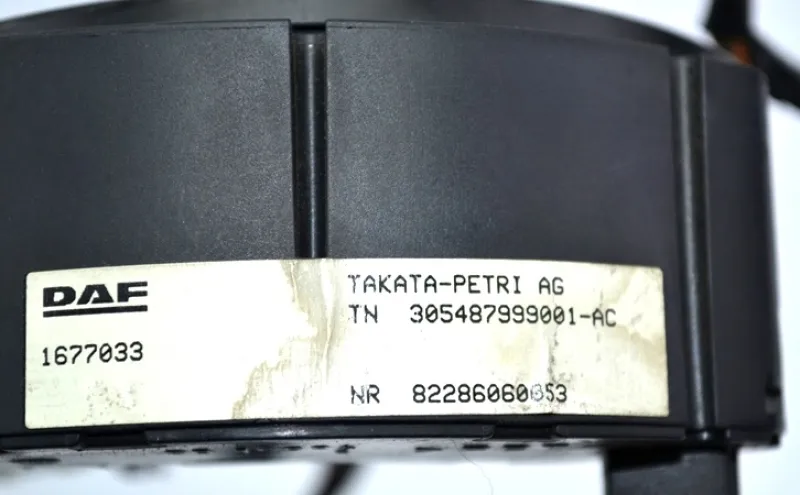 DAF
1677033
TAKATA-PETRI AG
TN 305487999001-AC
NR 82286060053